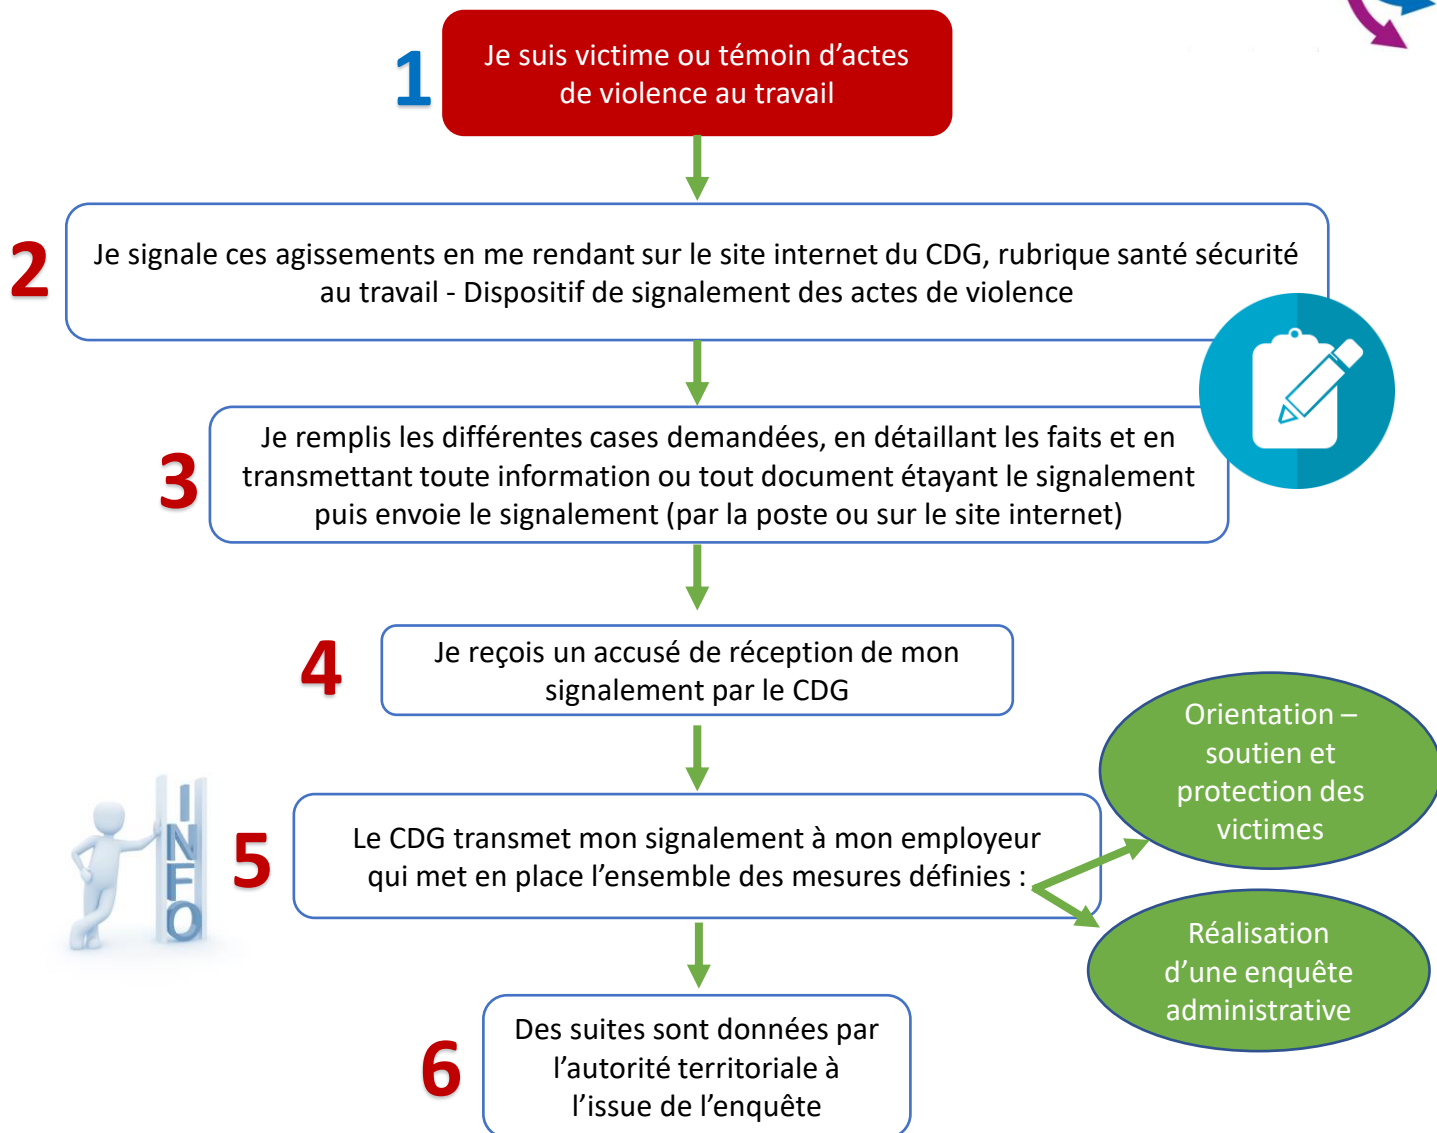 1
Je suis victime ou témoin d’actes
de violence au travail
2
Je signale ces agissements en me rendant sur le site internet du CDG, rubrique santé sécurité
au travail - Dispositif de signalement des actes de violence
3
Je remplis les différentes cases demandées, en détaillant les faits et en
transmettant toute information ou tout document étayant le signalement
puis envoie le signalement (par la poste ou sur le site internet)
4
Je reçois un accusé de réception de mon
signalement par le CDG
5
Le CDG transmet mon signalement à mon employeur
qui met en place l’ensemble des mesures définies :
Orientation –
soutien et
protection des
victimes
Réalisation
d’une enquête
administrative
INFO
6
Des suites sont données par
l’autorité territoriale à
l’issue de l’enquête